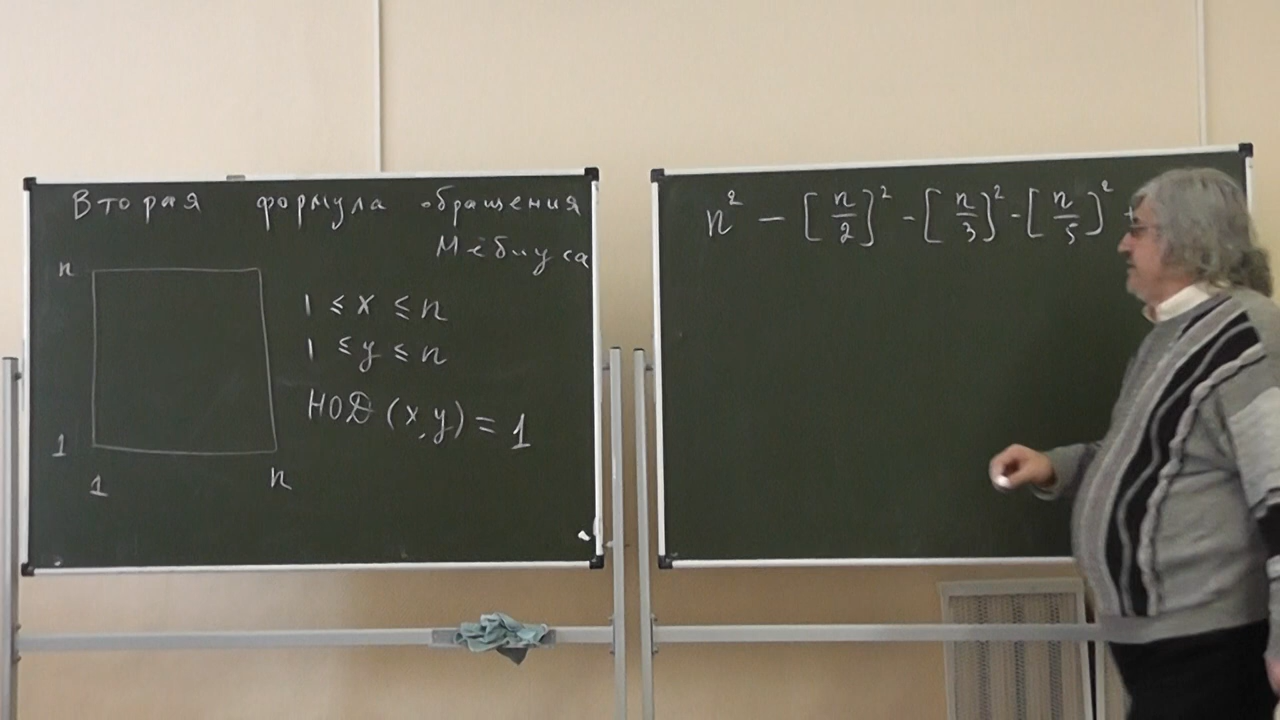 Вторая формула обращения
Мёбиуса
n
1 ≤ x ≤ n
1 ≤ y ≤ n
НОД (x, y) = 1
1
1 n
n² - [n/2]² - [n/3]² - [n/5]² +